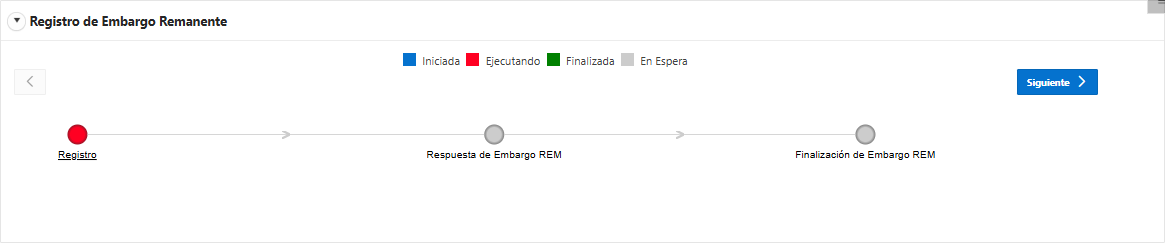 Registro de Embargo Remanente
Iniciada Ejecutando Finalizada En Espera
Siguiente
Registro Respuesta de Embargo REM Finalización de Embargo REM